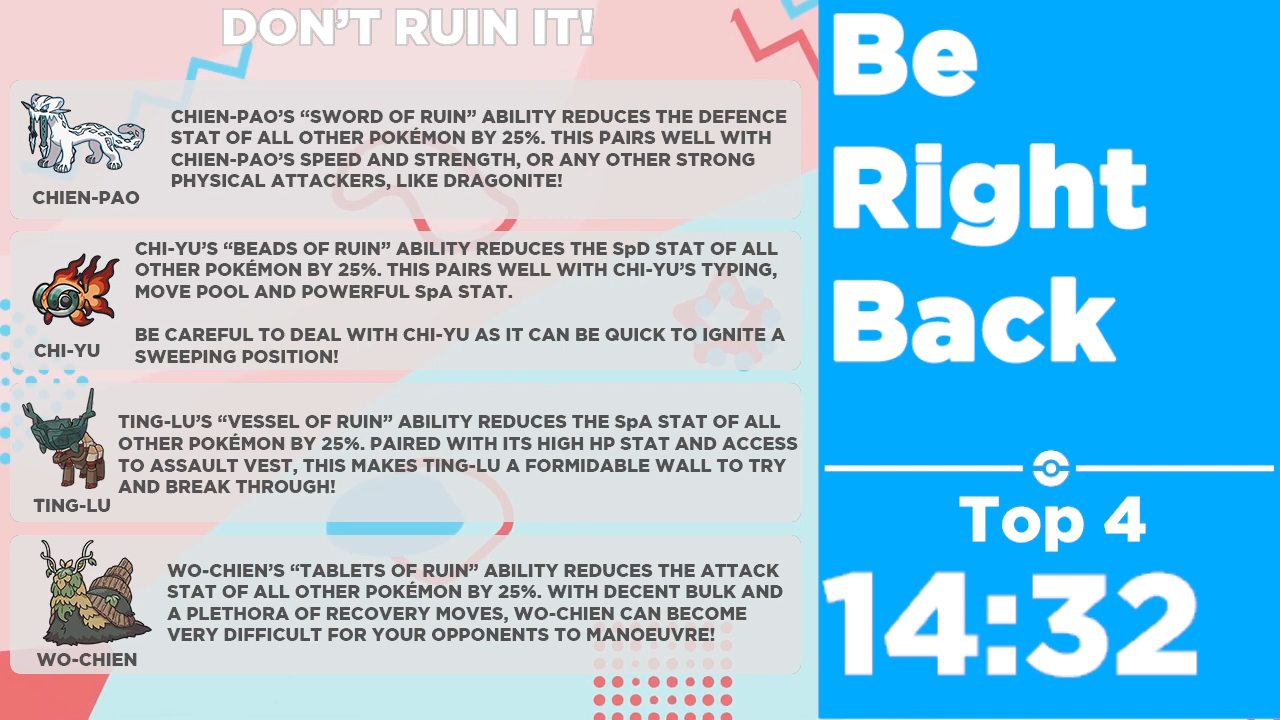 DON'T RUIN IT!
CHIEN-PAO'S “SWORD OF RUIN” ABILITY REDUCES THE DEFENCE
STAT OF ALL OTHER POKÉMON BY 25%. THIS PAIRS WELL WITH
CHIEN-PAO'S SPEED AND STRENGTH, OR ANY OTHER STRONG
PHYSICAL ATTACKERS, LIKE DRAGONITE!
CHIEN-PAO
CHI-YU'S “BEADS OF RUIN” ABILITY REDUCES THE SpD STAT OF ALL
OTHER POKÉMON BY 25%. THIS PAIRS WELL WITH CHI-YU'S TYPING,
MOVE POOL AND POWERFUL SpA STAT.
BE CAREFUL TO DEAL WITH CHI-YU AS IT CAN BE QUICK TO IGNITE A
SWEEPING POSITION!
CHI-YU
TING-LU'S “VESSEL OF RUIN” ABILITY REDUCES THE SpA STAT OF ALL
OTHER POKÉMON BY 25%. PAIRED WITH ITS HIGH HP STAT AND ACCESS
TO ASSAULT VEST, THIS MAKES TING-LU A FORMIDABLE WALL TO TRY
AND BREAK THROUGH!
TING-LU
WO-CHIEN'S “TABLETS OF RUIN” ABILITY REDUCES THE ATTACK
STAT OF ALL OTHER POKÉMON BY 25%. WITH DECENT BULK AND
A PLETHORA OF RECOVERY MOVES, WO-CHIEN CAN BECOME
VERY DIFFICULT FOR YOUR OPPONENTS TO MANOEUVRE!
WO-CHIEN
Be
Right
Back
Top 4
14:32